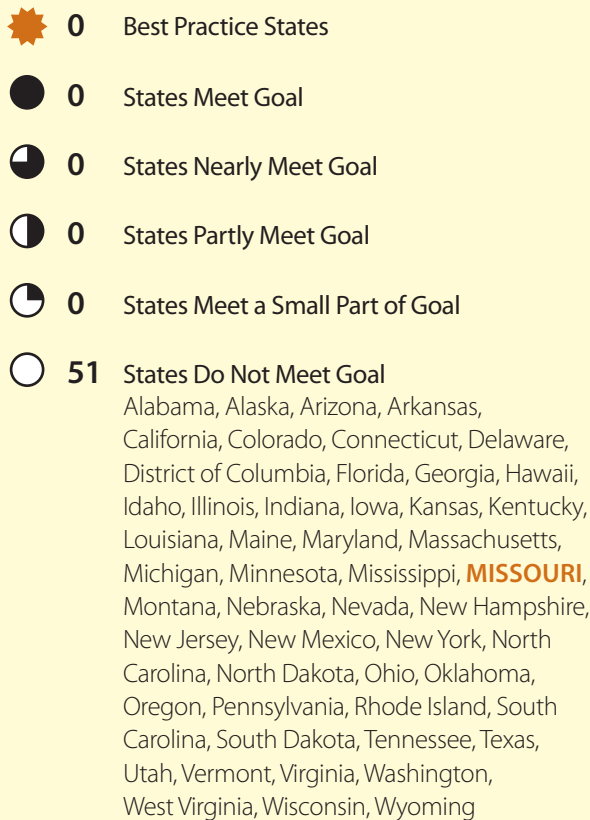 0 Best Practice States
0 States Meet Goal
0 States Nearly Meet Goal
0 States Partly Meet Goal
0 States Meet a Small Part of Goal
51 States Do Not Meet Goal
Alabama, Alaska, Arizona, Arkansas,
California, Colorado, Connecticut, Delaware,
District of Columbia, Florida, Georgia, Hawaii,
Idaho, Illinois, Indiana, Iowa, Kansas, Kentucky,
Louisiana, Maine, Maryland, Massachusetts,
Michigan, Minnesota, Mississippi, MISSOURI,
Montana, Nebraska, Nevada, New Hampshire,
New Jersey, New Mexico, New York, North
Carolina, North Dakota, Ohio, Oklahoma,
Oregon, Pennsylvania, Rhode Island, South
Carolina, South Dakota, Tennessee, Texas,
Utah, Vermont, Virginia, Washington,
West Virginia, Wisconsin, Wyoming